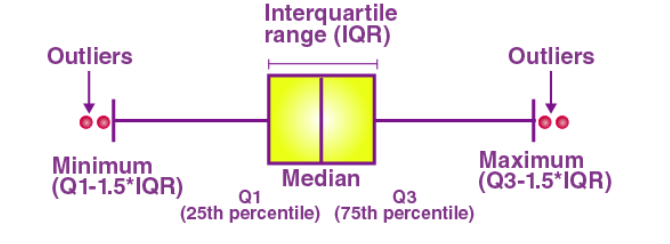 Interquartile
range (IQR)
Outliers
Outliers
Minimum
(Q1-1.5*IQR)
Median
Maximum
(Q3-1.5*IQR)
Q1
(25th percentile)
Q3
(75th percentile)